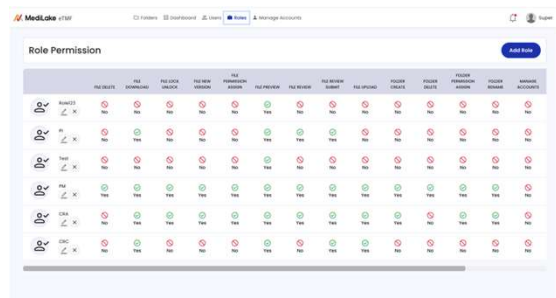 MediLake eTMF
Folders Dashboard Users Roles Manage Accounts Super
Role Permission
Add Role
FILE DELETE FILE DOWNLOAD FILE LOCK UNLOCK FILE NEW VERSION FILE PERMISSION ASSIGN FILE PREVIEW FILE REVIEW FILE REVIEW SUBMIT FILE UPLOAD FOLDER CREATE FOLDER DELETE FOLDER PERMISSION ASSIGN FOLDER RENAME MANAGE ACCOUNTS
Role123
No No No No No Yes No No No No No No No No
PI
No Yes No No No Yes Yes Yes No No No No No No
Test
No No No No No Yes No No No No No No No No
PM
Yes Yes Yes Yes Yes Yes Yes Yes Yes Yes Yes Yes Yes Yes
CRA
No Yes Yes Yes Yes Yes Yes Yes Yes Yes No Yes Yes No
CRC
No Yes No No No Yes No Yes Yes No No No No No